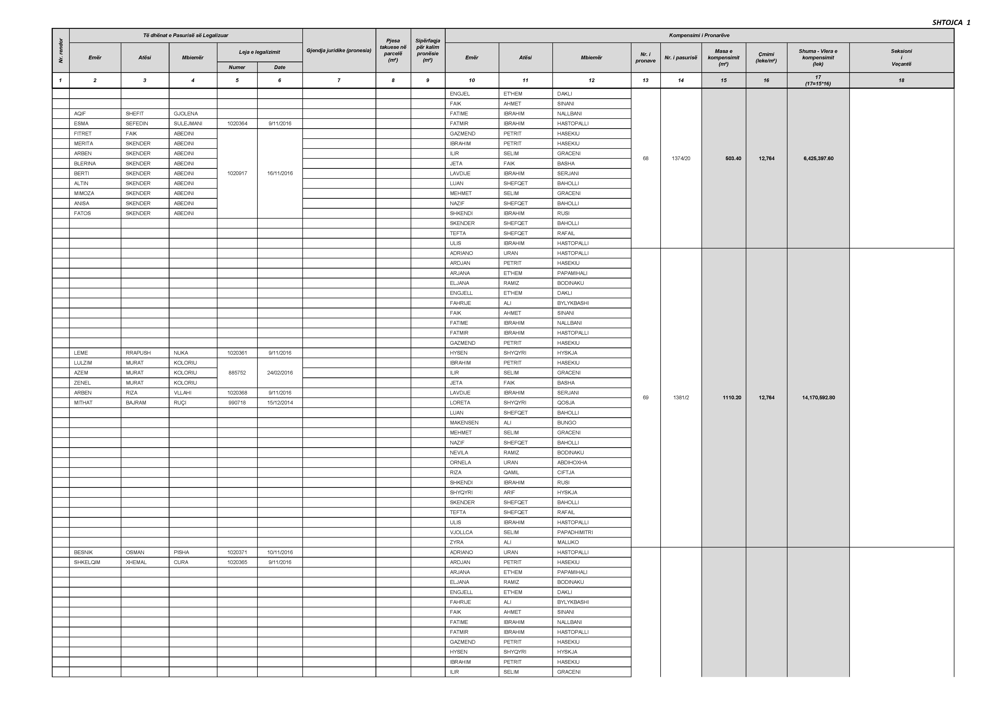 SHTOJCA 1
Nr. rendor
Të dhënat e Pasurisë së Legalizuar
Gjendja juridike (pronesia)
Pjesa takuese në parcelë (m²)
Sipërfaqja për kalim pronësie (m²)
Kompensimi i Pronarëve
Emër Atësi Mbiemër Leja e legalizimit
Numer Date
Emër Atësi Mbiemër Nr. i pronave Nr. i pasurisë Masa e kompensimit (m²) Çmimi (leke/m²) Shuma - Vlera e kompensimit (lek) Seksioni i Veçantë
1 2 3 4 5 6 7 8 9 10 11 12 13 14 15 16 17 (17=15*16) 18
ENGJEL ET'HEM DAKLI
FAIK AHMET SINANI
AQIF SHEFIT GJOLENA FATIME IBRAHIM NALLBANI
ESMA SEFEDIN SULEJMANI 1020364 9/11/2016 FATMIR IBRAHIM HASTOPALLI
FITRET FAIK ABEDINI GAZMEND PETRIT HASEKIU
MERITA SKENDER ABEDINI IBRAHIM PETRIT HASEKIU
ARBEN SKENDER ABEDINI ILIR SELIM GRACENI
68 1374/20 503.40 12,764 6,425,397.60
BLERINA SKENDER ABEDINI JETA FAIK BASHA
BERTI SKENDER ABEDINI 1020917 16/11/2016 LAVDIJE IBRAHIM SERJANI
ALTIN SKENDER ABEDINI LUAN SHEFQET BAHOLLI
MIMOZA SKENDER ABEDINI MEHMET SELIM GRACENI
ANISA SKENDER ABEDINI NAZIF SHEFQET BAHOLLI
FATOS SKENDER ABEDINI SHKENDI IBRAHIM RUSI
SKENDER SHEFQET BAHOLLI
TEFTA SHEFQET RAFAIL
ULIS IBRAHIM HASTOPALLI
ADRIANO URAN HASTOPALLI
ARDJAN PETRIT HASEKIU
ARJANA ET'HEM PAPAMIHALI
ELJANA RAMIZ BODINAKU
ENGJELL ET'HEM DAKLI
FAHRIJE ALI BYLYKBASHI
FAIK AHMET SINANI
FATIME IBRAHIM NALLBANI
FATMIR IBRAHIM HASTOPALLI
GAZMEND PETRIT HASEKIU
LEME RRAPUSH NUKA 1020361 9/11/2016 HYSEN SHYQYRI HYSKJA
LULZIM MURAT KOLORIU IBRAHIM PETRIT HASEKIU
AZEM MURAT KOLORIU 885752 24/02/2016 ILIR SELIM GRACENI
ZENEL MURAT KOLORIU JETA FAIK BASHA
ARBEN RIZA VLLAHI 1020368 9/11/2016 LAVDIJE IBRAHIM SERJANI
69 1381/2 1110.20 12,764 14,170,592.80
MITHAT BAJRAM RUÇI 990718 15/12/2014 LORETA SHYQYRI QOSJA
LUAN SHEFQET BAHOLLI
MAKENSEN ALI BUNGO
MEHMET SELIM GRACENI
NAZIF SHEFQET BAHOLLI
NEVILA RAMIZ BODINAKU
ORNELA URAN ABDIHOXHA
RIZA QAMIL CIFTJA
SHKENDI IBRAHIM RUSI
SHYQYRI ARIF HYSKJA
SKENDER SHEFQET BAHOLLI
TEFTA SHEFQET RAFAIL
ULIS IBRAHIM HASTOPALLI
VJOLLCA SELIM PAPADHIMITRI
ZYRA ALI MALUKO
BESNIK OSMAN PISHA 1020371 10/11/2016 ADRIANO URAN HASTOPALLI
SHKELQIM XHEMAL CURA 1020365 9/11/2016 ARDJAN PETRIT HASEKIU
ARJANA ET'HEM PAPAMIHALI
ELJANA RAMIZ BODINAKU
ENGJELL ET'HEM DAKLI
FAHRIJE ALI BYLYKBASHI
FAIK AHMET SINANI
FATIME IBRAHIM NALLBANI
FATMIR IBRAHIM HASTOPALLI
GAZMEND PETRIT HASEKIU
HYSEN SHYQYRI HYSKJA
IBRAHIM PETRIT HASEKIU
ILIR SELIM GRACENI